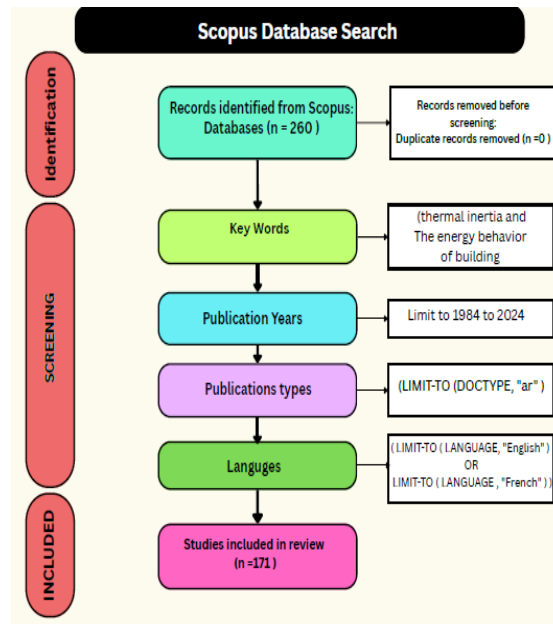 Scopus Database Search
Identification
Records identified from Scopus:
Databases (n = 260 )
Records removed before
screening:
Duplicate records removed (n =0 )
SCREENING
Key Words
(thermal inertia and
The energy behavior
of building
Publication Years
Limit to 1984 to 2024
Publications types
(LIMIT-TO (DOCTYPE, "ar" )
Languges
( LIMIT-TO ( LANGUAGE, "English" )
OR
LIMIT-TO ( LANGUAGE , "French" ) )
INCLUDED
Studies included in review
(n =171)